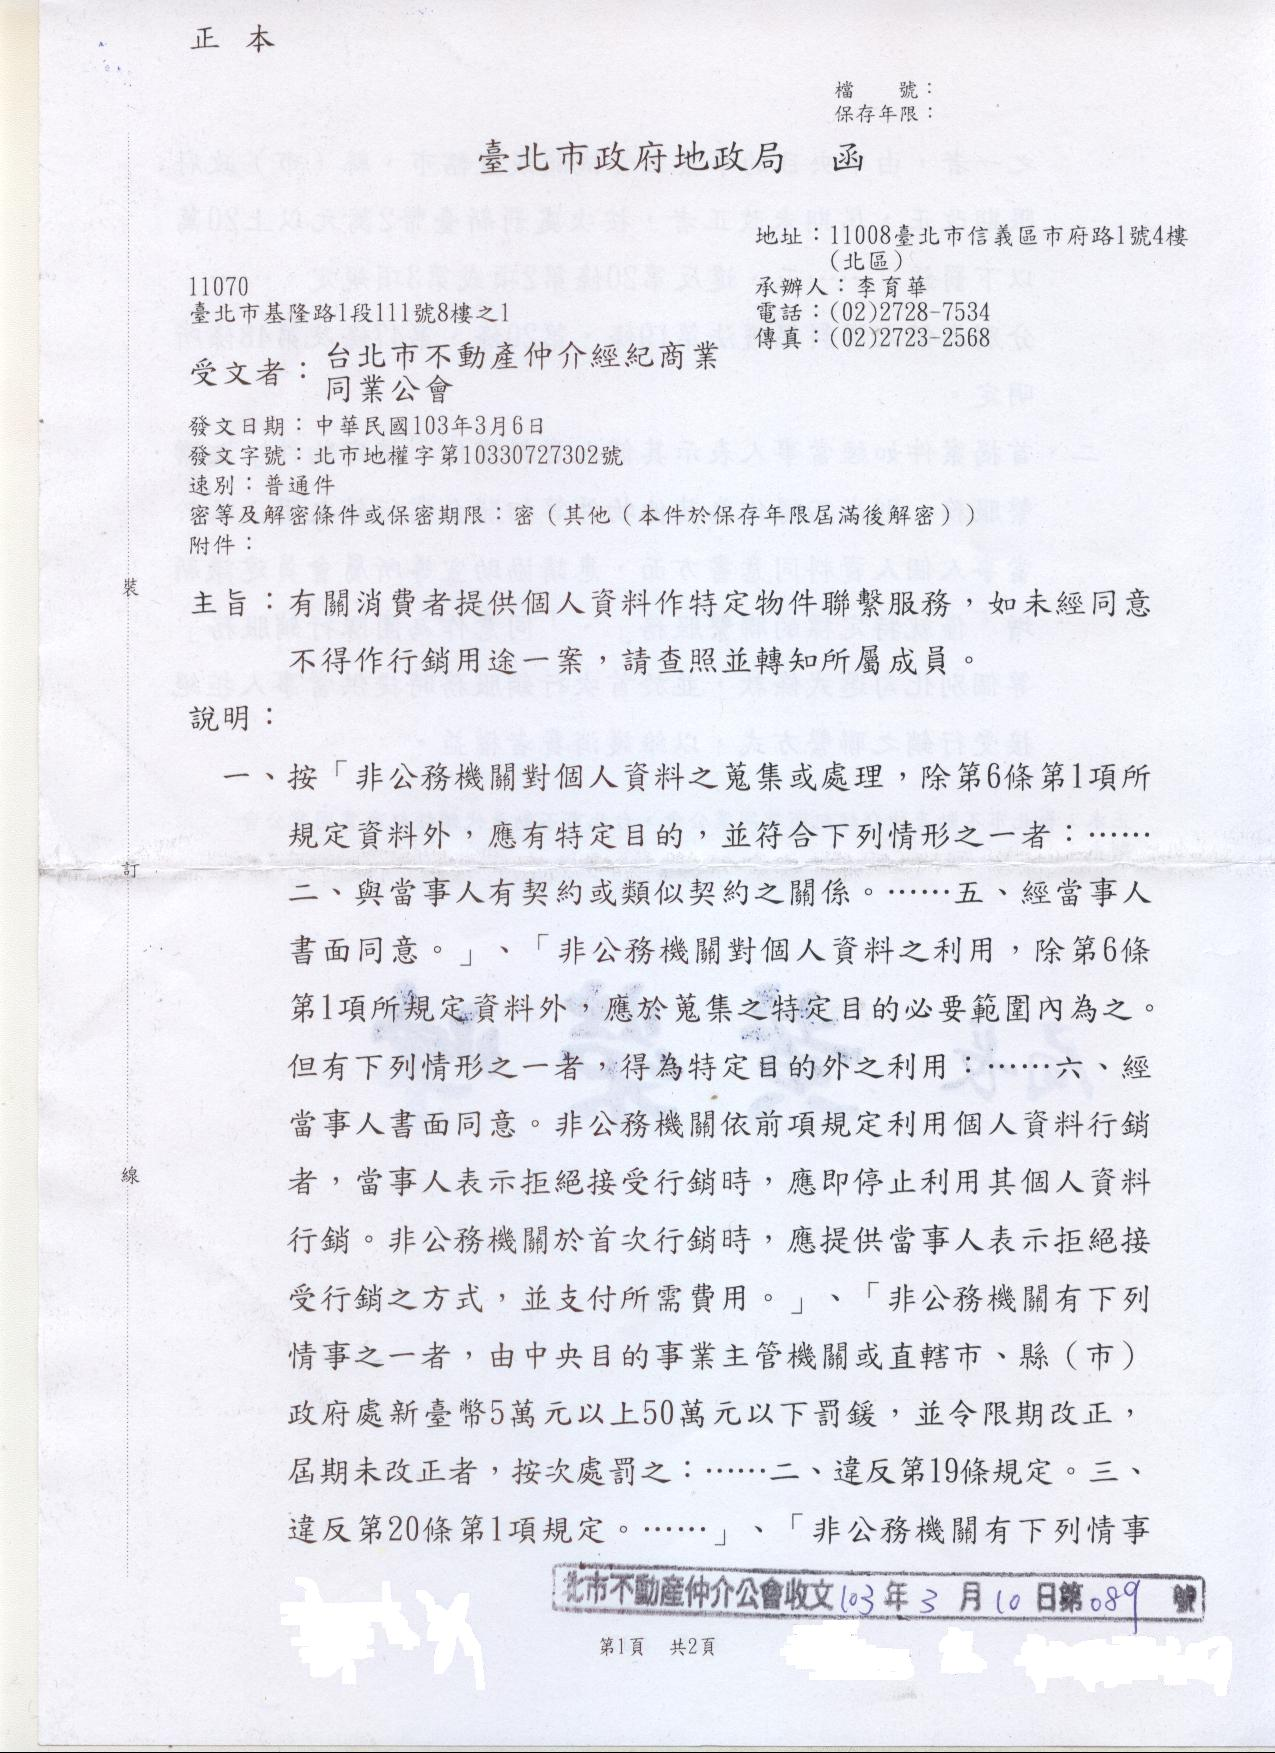 正本
檔　　號：
保存年限：
臺北市政府地政局　函
地址：11008臺北市信義區市府路1號4樓
(北區)
承辦人：李育華
電話：(02)2728-7534
傳真：(02)2723-2568
11070
臺北市基隆路1段111號8樓之1
受文者：台北市不動產仲介經紀商業
同業公會
發文日期：中華民國103年3月6日
發文字號：北市地權字第10330727302號
速別：普通件
密等及解密條件或保密期限：密（其他（本件於保存年限屆滿後解密））
附件：
主旨：有關消費者提供個人資料作特定物件聯繫服務，如未經同意
不得作行銷用途一案，請查照並轉知所屬成員。
說明：
一、按「非公務機關對個人資料之蒐集或處理，除第6條第1項所
規定資料外，應有特定目的，並符合下列情形之一者：……
二、與當事人有契約或類似契約之關係。……五、經當事人
書面同意。」、「非公務機關對個人資料之利用，除第6條
第1項所規定資料外，應於蒐集之特定目的必要範圍內為之。
但有下列情形之一者，得為特定目的外之利用：……六、經
當事人書面同意。非公務機關依前項規定利用個人資料行銷
者，當事人表示拒絕接受行銷時，應即停止利用其個人資料
行銷。非公務機關於首次行銷時，應提供當事人表示拒絕接
受行銷之方式，並支付所需費用。」、「非公務機關有下列
情事之一者，由中央目的事業主管機關或直轄市、縣（市）
政府處新臺幣5萬元以上50萬元以下罰鍰，並令限期改正，
屆期未改正者，按次處罰之：……二、違反第19條規定。三、
違反第20條第1項規定。……」、「非公務機關有下列情事
裝
訂
線
北市不動產仲介公會收文103年3月10日第089號
第1頁　共2頁